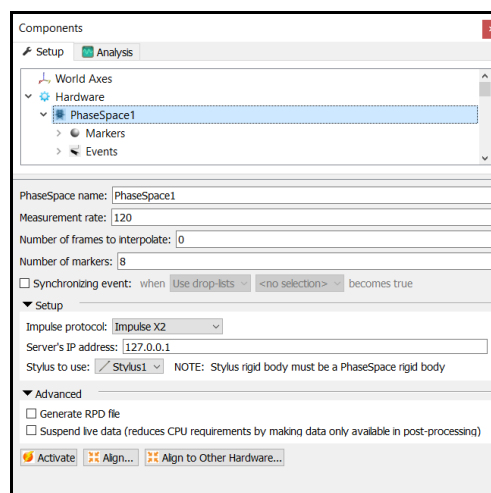 Components
Setup Analysis
World Axes
Hardware
PhaseSpace1
Markers
Events
PhaseSpace name: PhaseSpace1
Measurement rate: 120
Number of frames to interpolate: 0
Number of markers: 8
Synchronizing event: when Use drop-lists <no selection> becomes true
Setup
Impulse protocol: Impulse X2
Server's IP address: 127.0.0.1
Stylus to use: Stylus1 NOTE: Stylus rigid body must be a PhaseSpace rigid body
Advanced
Generate RPD file
Suspend live data (reduces CPU requirements by making data only available in post-processing)
Activate Align... Align to Other Hardware...